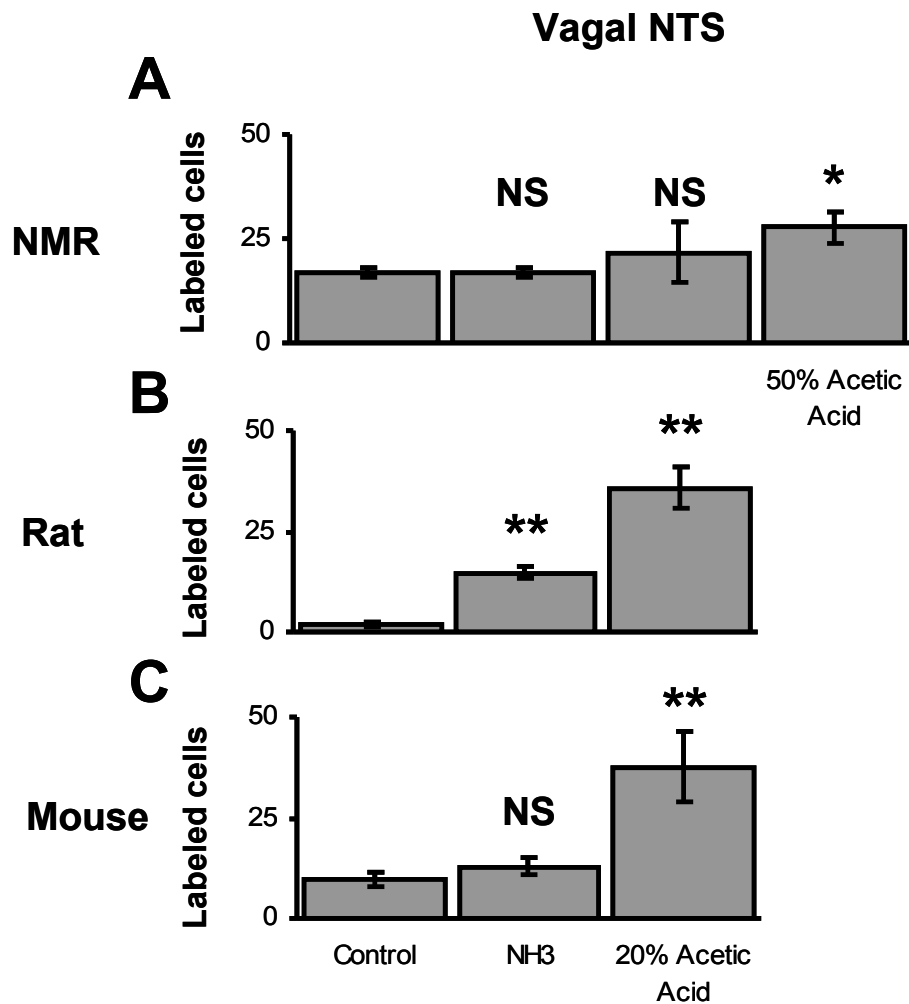 Vagal NTS
A
NMR
Labeled cells
50
25
0
NS
NS
*
50% Acetic
Acid
B
Rat
Labeled cells
50
25
0
**
**
C
Mouse
Labeled cells
50
25
0
NS
**
Control
NH3
20% Acetic
Acid